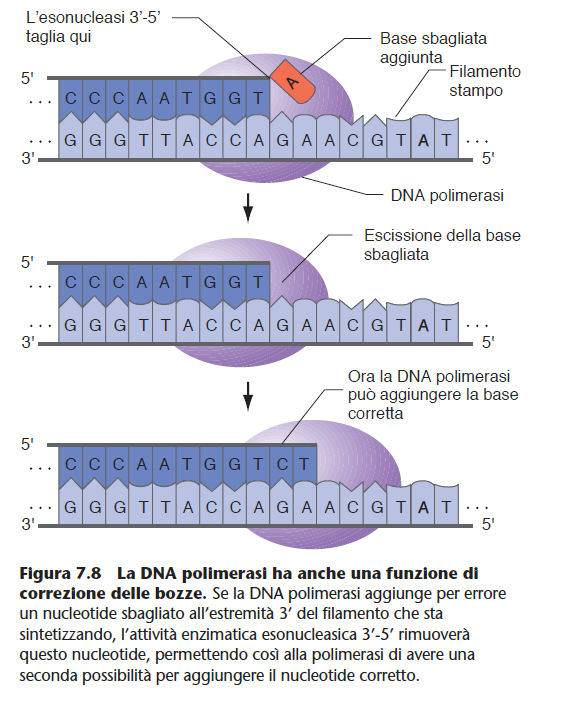 L'esonucleasi 3'-5'
taglia qui
Base sbagliata
aggiunta
Filamento
stampo
5'
A
... C C C A A T G G T
... G G G T T A C C A G A A C G T A T ...
3' 5'
DNA polimerasi
Escissione della base
sbagliata
5'
... C C C A A T G G T
... G G G T T A C C A G A A C G T A T ...
3' 5'
Ora la DNA polimerasi
può aggiungere la base
corretta
5'
... C C C A A T G G T C T
... G G G T T A C C A G A A C G T A T ...
3' 5'
Figura 7.8 La DNA polimerasi ha anche una funzione di
correzione delle bozze. Se la DNA polimerasi aggiunge per errore
un nucleotide sbagliato all'estremità 3' del filamento che sta
sintetizzando, l'attività enzimatica esonucleasica 3'-5' rimuoverà
questo nucleotide, permettendo così alla polimerasi di avere una
seconda possibilità per aggiungere il nucleotide corretto.